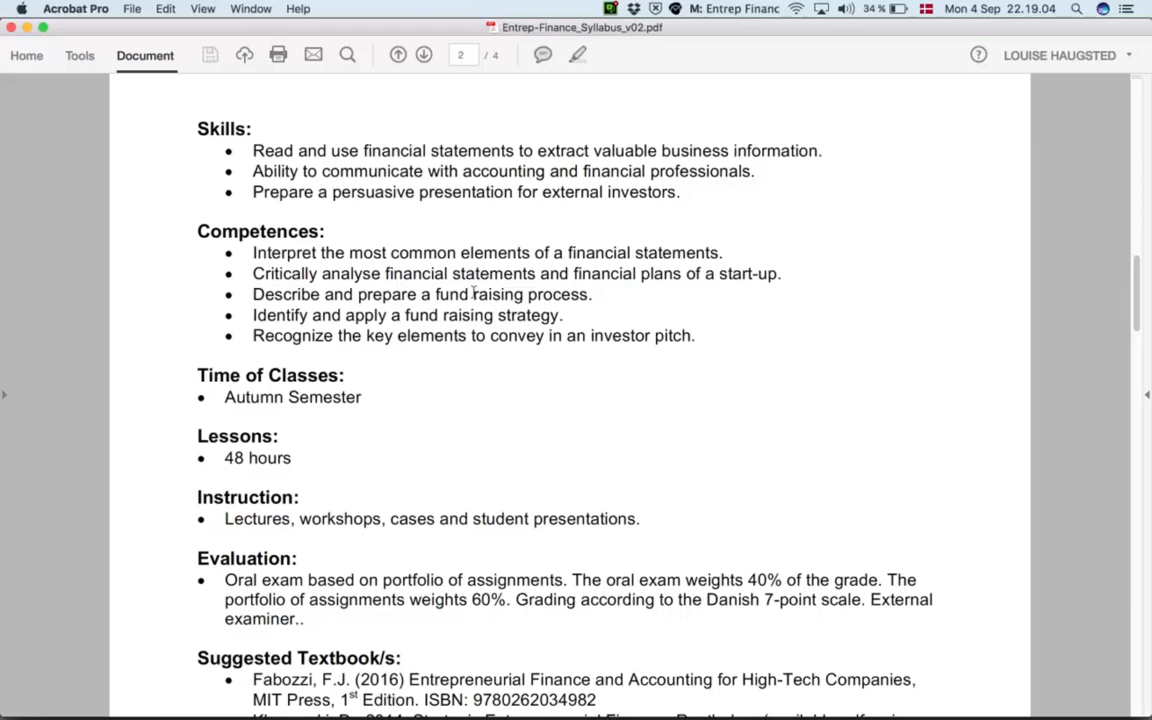 Acrobat Pro File Edit View Window Help M: Entrep Financ 34 % Mon 4 Sep 22.19.04
Entrep-Finance_Syllabus_v02.pdf
Home Tools Document 2 / 4 LOUISE HAUGSTED
Skills:
• Read and use financial statements to extract valuable business information.
• Ability to communicate with accounting and financial professionals.
• Prepare a persuasive presentation for external investors.
Competences:
• Interpret the most common elements of a financial statements.
• Critically analyse financial statements and financial plans of a start-up.
• Describe and prepare a fund raising process.
• Identify and apply a fund raising strategy.
• Recognize the key elements to convey in an investor pitch.
Time of Classes:
• Autumn Semester
Lessons:
• 48 hours
Instruction:
• Lectures, workshops, cases and student presentations.
Evaluation:
• Oral exam based on portfolio of assignments. The oral exam weights 40% of the grade. The
portfolio of assignments weights 60%. Grading according to the Danish 7-point scale. External
examiner..
Suggested Textbook/s:
• Fabozzi, F.J. (2016) Entrepreneurial Finance and Accounting for High-Tech Companies,
MIT Press, 1st Edition. ISBN: 9780262034982